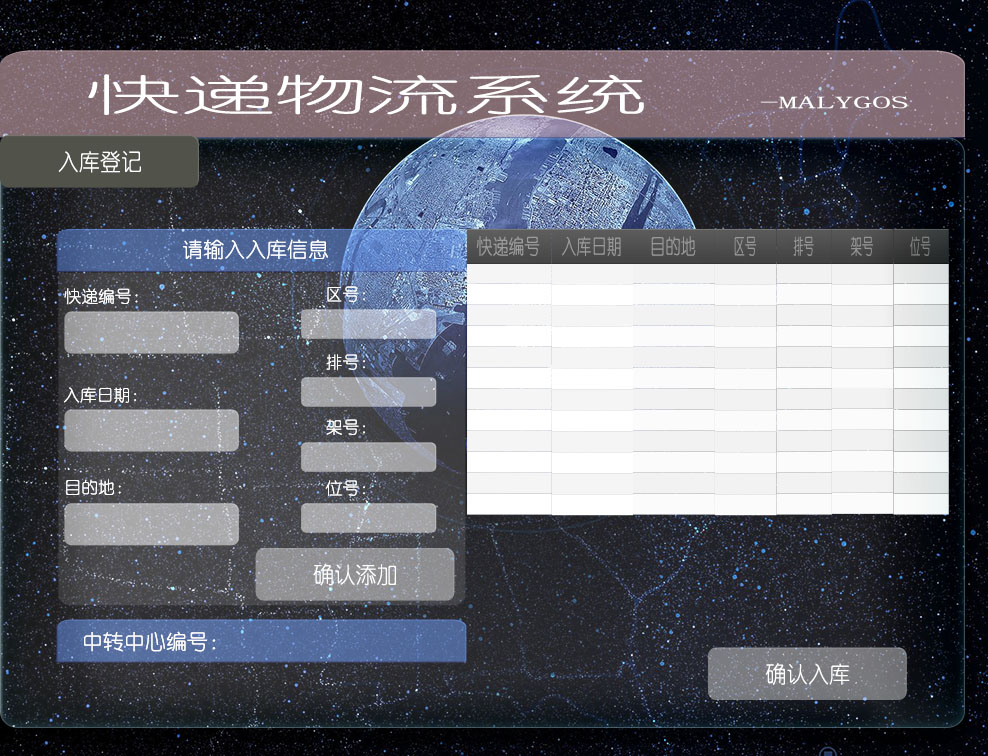 快递物流系统
—MALYGOS
入库登记
请输入入库信息
快递编号:
区号:
排号:
入库日期:
架号:
目的地:
位号:
确认添加
中转中心编号:
快递编号 入库日期 目的地 区号 排号 架号 位号
确认入库